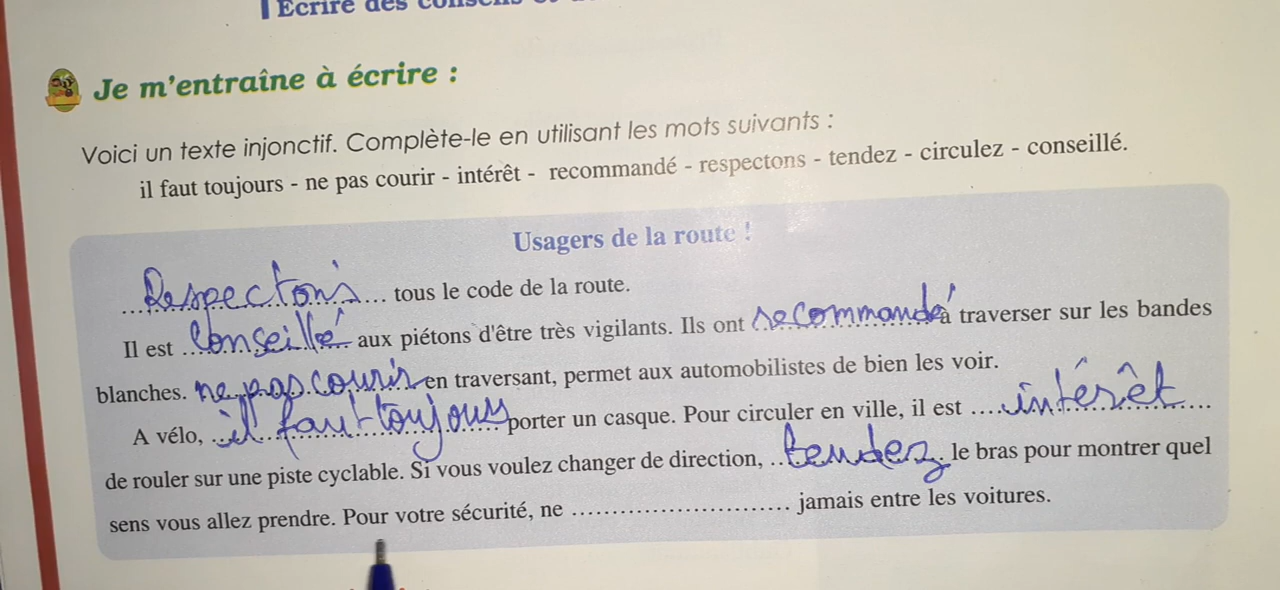 Ecrire des conseils et
Je m'entraîne à écrire :
Voici un texte injonctif. Complète-le en utilisant les mots suivants :
il faut toujours - ne pas courir - intérêt - recommandé - respectons - tendez - circulez - conseillé.
Usagers de la route !
Respectons tous le code de la route.
Il est conseillé aux piétons d'être très vigilants. Ils ont recommandé à traverser sur les bandes
blanches. ne pas courir en traversant, permet aux automobilistes de bien les voir.
A vélo, il faut toujous porter un casque. Pour circuler en ville, il est intérêt
de rouler sur une piste cyclable. Si vous voulez changer de direction, tendez le bras pour montrer quel
sens vous allez prendre. Pour votre sécurité, ne ........................... jamais entre les voitures.